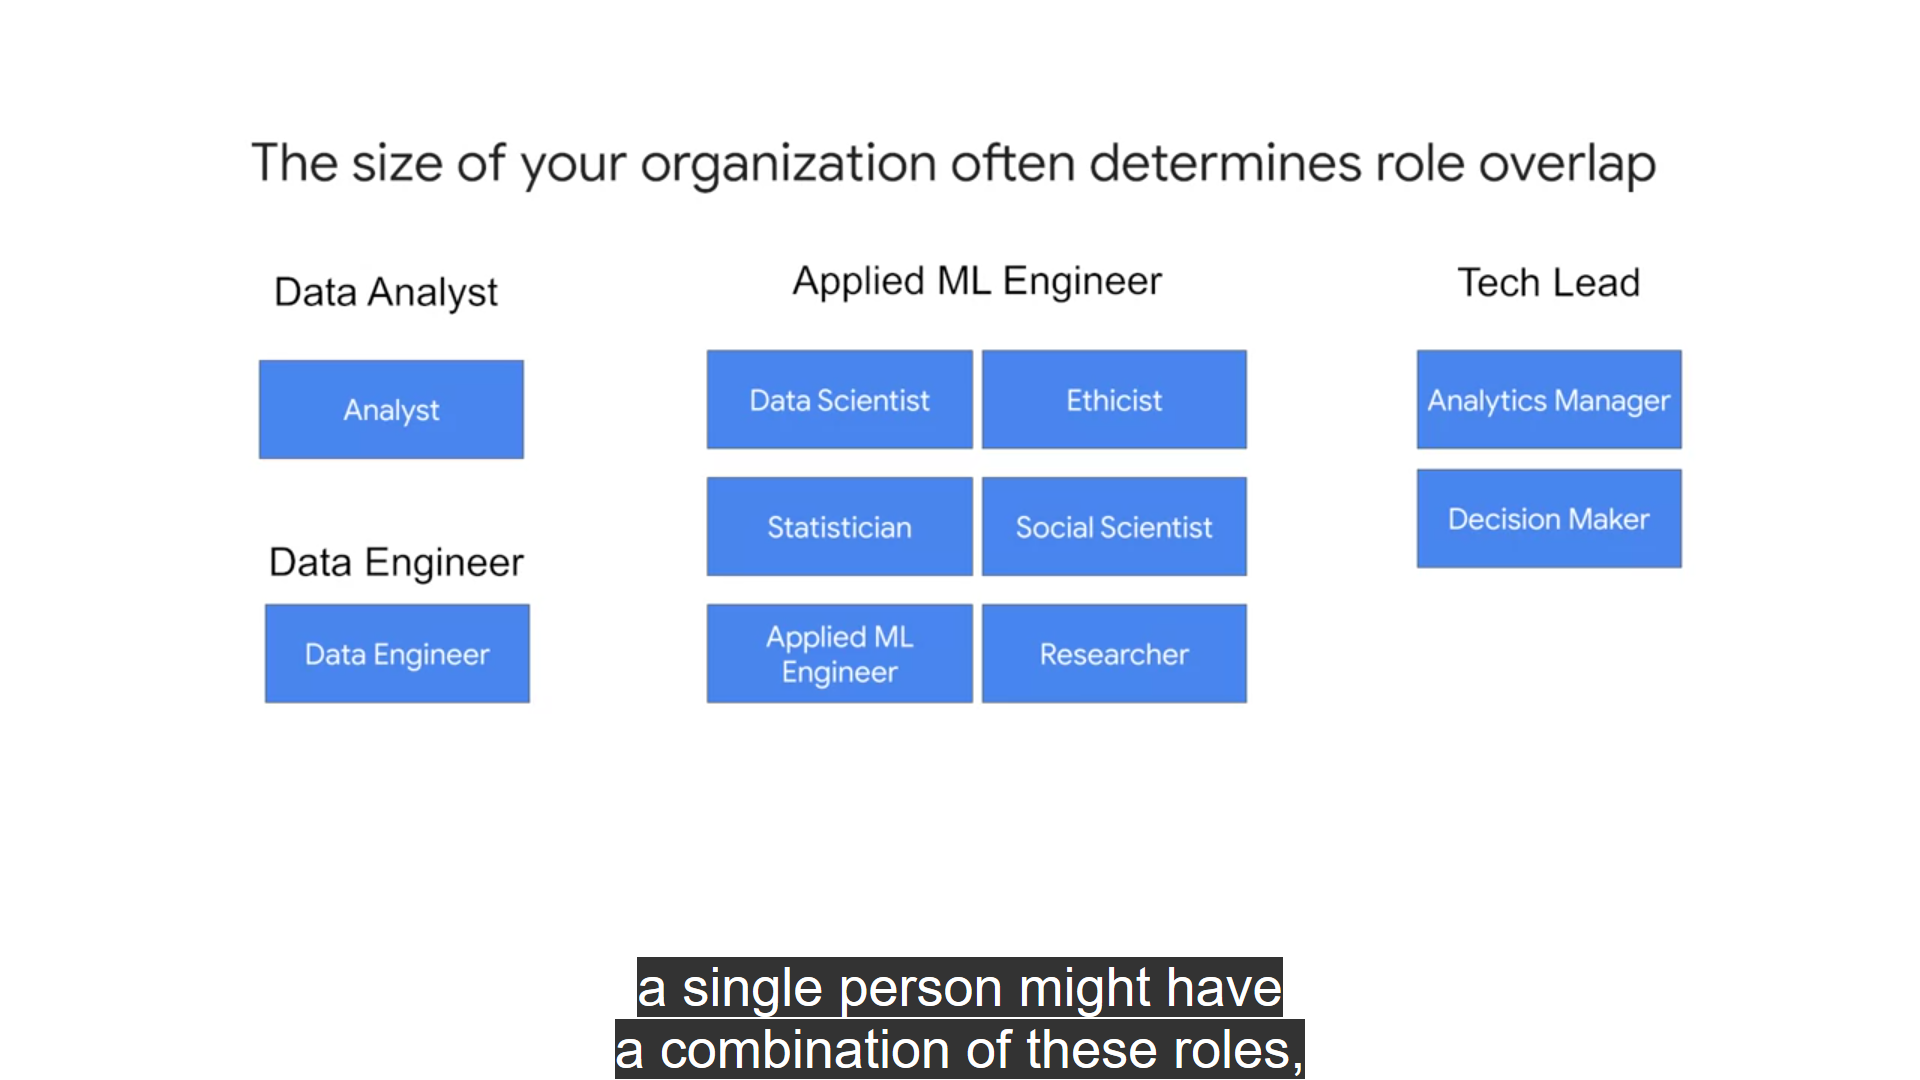 The size of your organization often determines role overlap
Data Analyst
Analyst
Data Engineer
Data Engineer
Applied ML Engineer
Data Scientist
Ethicist
Statistician
Social Scientist
Applied ML
Engineer
Researcher
Tech Lead
Analytics Manager
Decision Maker
a single person might have
a combination of these roles,